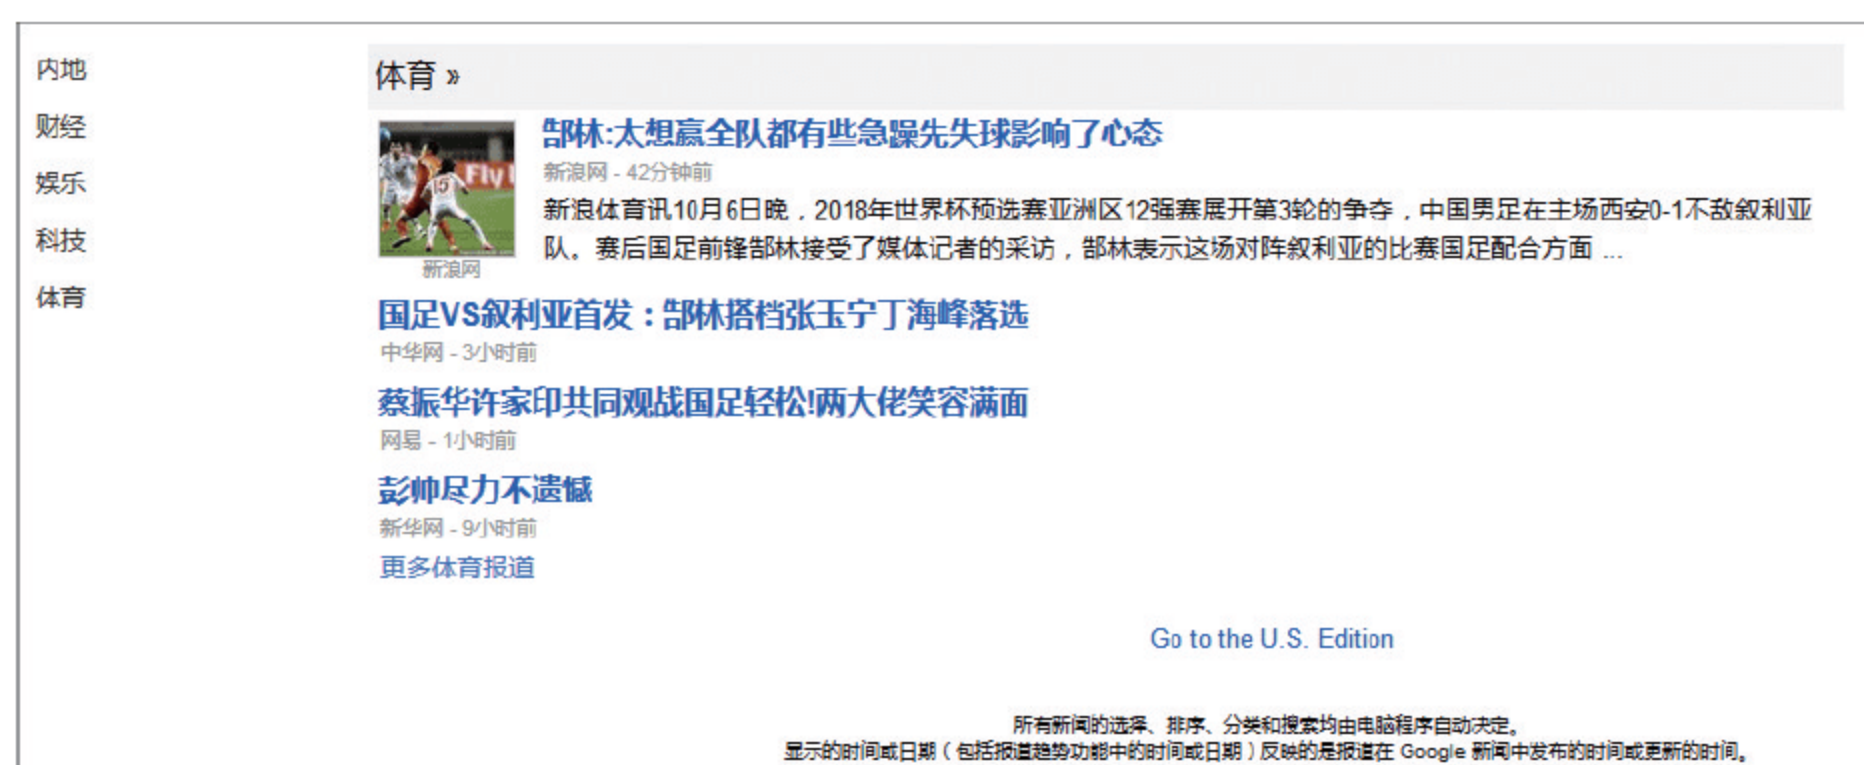 内地
财经
娱乐
科技
体育
体育 »
郜林:太想赢全队都有些急躁先失球影响了心态
新浪网 - 42分钟前
新浪体育讯10月6日晚，2018年世界杯预选赛亚洲区12强赛展开第3轮的争夺，中国男足在主场西安0-1不敌叙利亚
队。赛后国足前锋郜林接受了媒体记者的采访，郜林表示这场对阵叙利亚的比赛国足配合方面 ...
Fly
15
新浪网
国足VS叙利亚首发：郜林搭档张玉宁丁海峰落选
中华网 - 3小时前
蔡振华许家印共同观战国足轻松!两大佬笑容满面
网易 - 1小时前
彭帅尽力不遗憾
新华网 - 9小时前
更多体育报道
Go to the U.S. Edition
所有新闻的选择、排序、分类和搜索均由电脑程序自动决定。
显示的时间或日期（包括报道趋势功能中的时间或日期）反映的是报道在 Google 新闻中发布的时间或更新的时间。